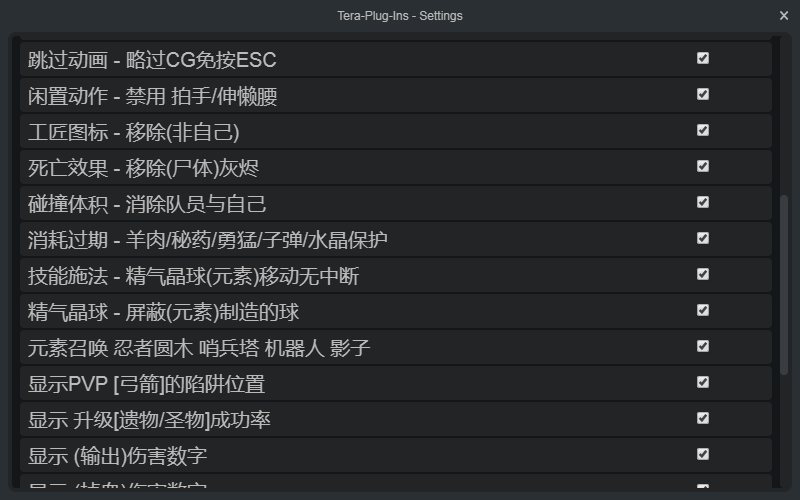 Tera-Plug-Ins - Settings
跳过动画 - 略过CG免按ESC
闲置动作 - 禁用 拍手/伸懒腰
工匠图标 - 移除(非自己)
死亡效果 - 移除(尸体)灰烬
碰撞体积 - 消除队员与自己
消耗过期 - 羊肉/秘药/勇猛/子弹/水晶保护
技能施法 - 精气晶球(元素)移动无中断
精气晶球 - 屏蔽(元素)制造的球
元素召唤 忍者圆木 哨兵塔 机器人 影子
显示PVP [弓箭]的陷阱位置
显示 升级[遗物/圣物]成功率
显示 (输出)伤害数字